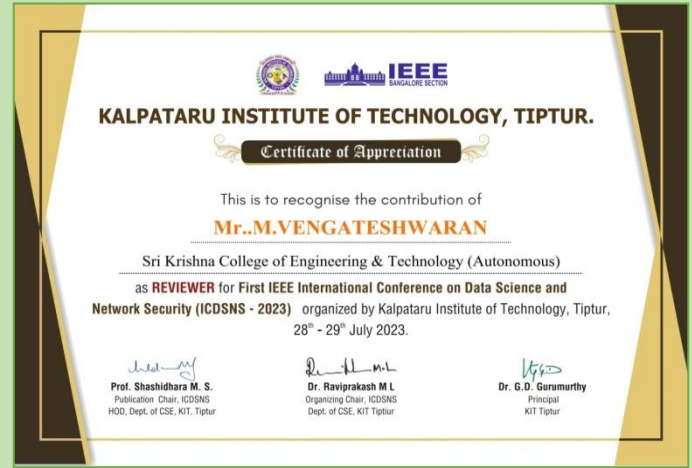 IEEE
BANGALORE SECTION
KALPATARU INSTITUTE OF TECHNOLOGY, TIPTUR.
Certificate of Appreciation
This is to recognise the contribution of
Mr..M.VENGATESHWARAN
Sri Krishna College of Engineering & Technology (Autonomous)
as REVIEWER for First IEEE International Conference on Data Science and
Network Security (ICDSNS - 2023) organized by Kalpataru Institute of Technology, Tiptur,
28th - 29th July 2023.
Prof. Shashidhara M. S.
Publication Chair, ICDSNS
HOD, Dept. of CSE, KIT, Tiptur
Dr. Raviprakash M L
Organizing Chair, ICDSNS
Dept. of CSE, KIT Tiptur
Dr. G.D. Gurumurthy
Principal
KIT Tiptur